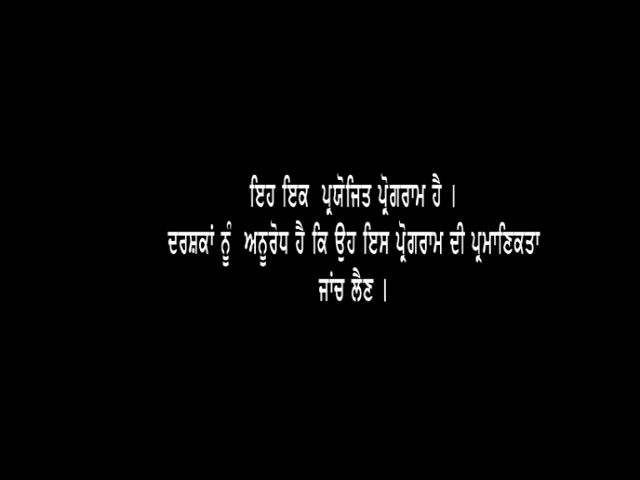 ਇਹ ਇਕ ਪ੍ਰਯੋਜਿਤ ਪ੍ਰੋਗਰਾਮ ਹੈ ।
ਦਰਸ਼ਕਾਂ ਨੂੰ ਅਨੂਰੋਧ ਹੈ ਕਿ ਉਹ ਇਸ ਪ੍ਰੋਗਰਾਮ ਦੀ ਪ੍ਰਮਾਣਿਕਤਾ
ਜਾਂਚ ਲੈਣ ।